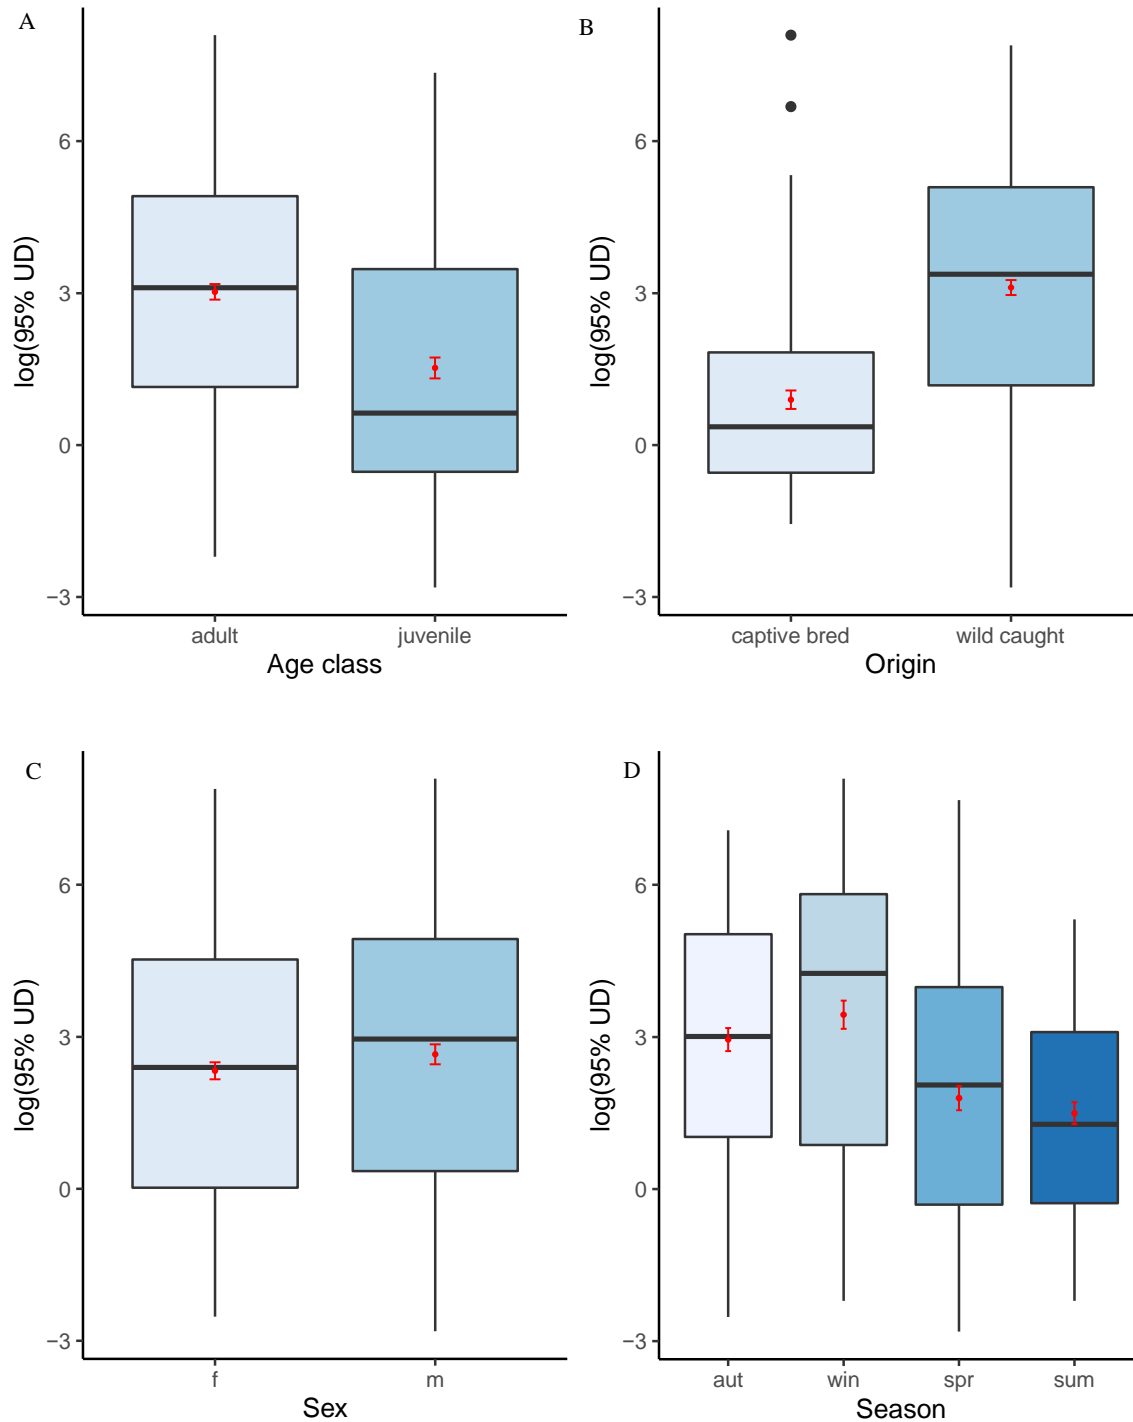 A
log(95% UD)
6
3
0
−3
adult juvenile
Age class
B
log(95% UD)
6
3
0
−3
captive bred wild caught
Origin
C
log(95% UD)
6
3
0
−3
f m
Sex
D
log(95% UD)
6
3
0
−3
aut win spr sum
Season